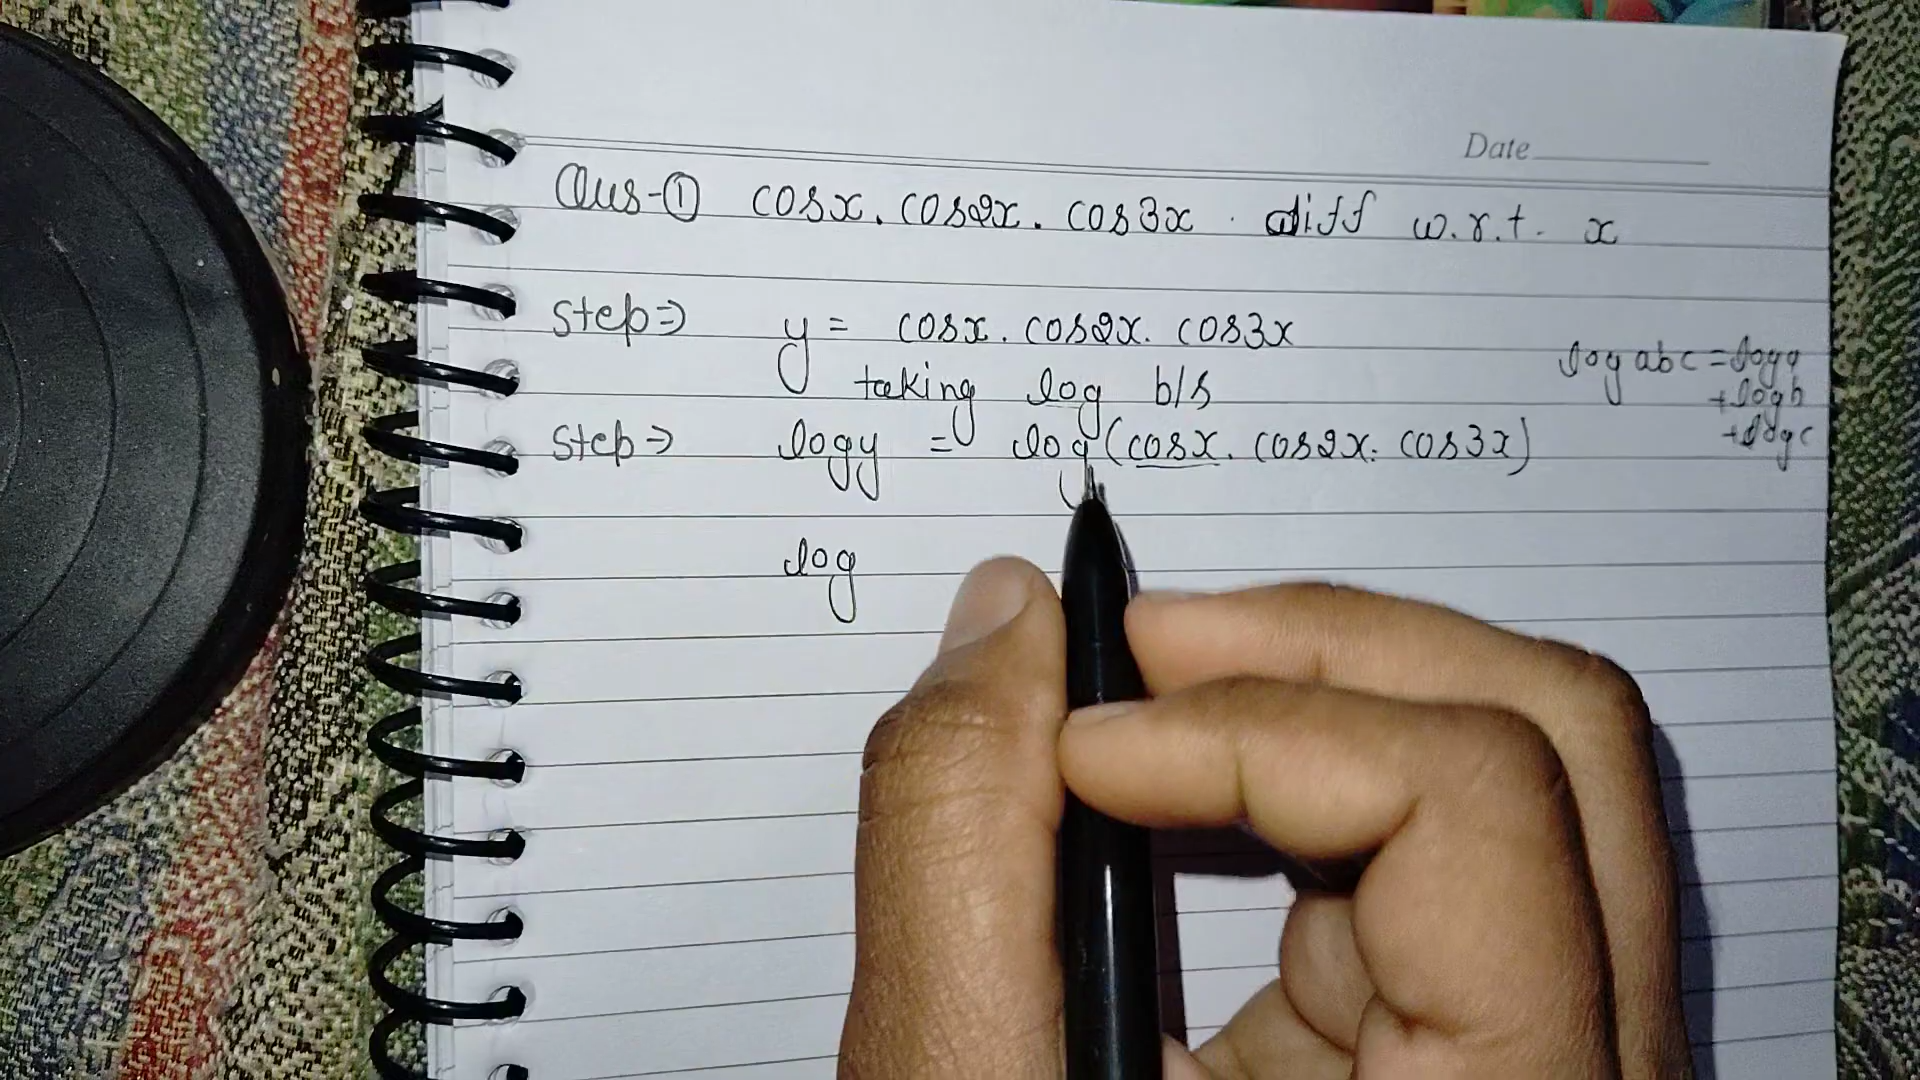 Date
Qus-① cosx. cos2x. cos3x. diff w.r.t. x
step⇒ y = cosx. cos2x. cos3x
taking log b/s
log abc = loga
+logb
+logc
step⇒ logy = log(cosx. cos2x. cos3x)
log